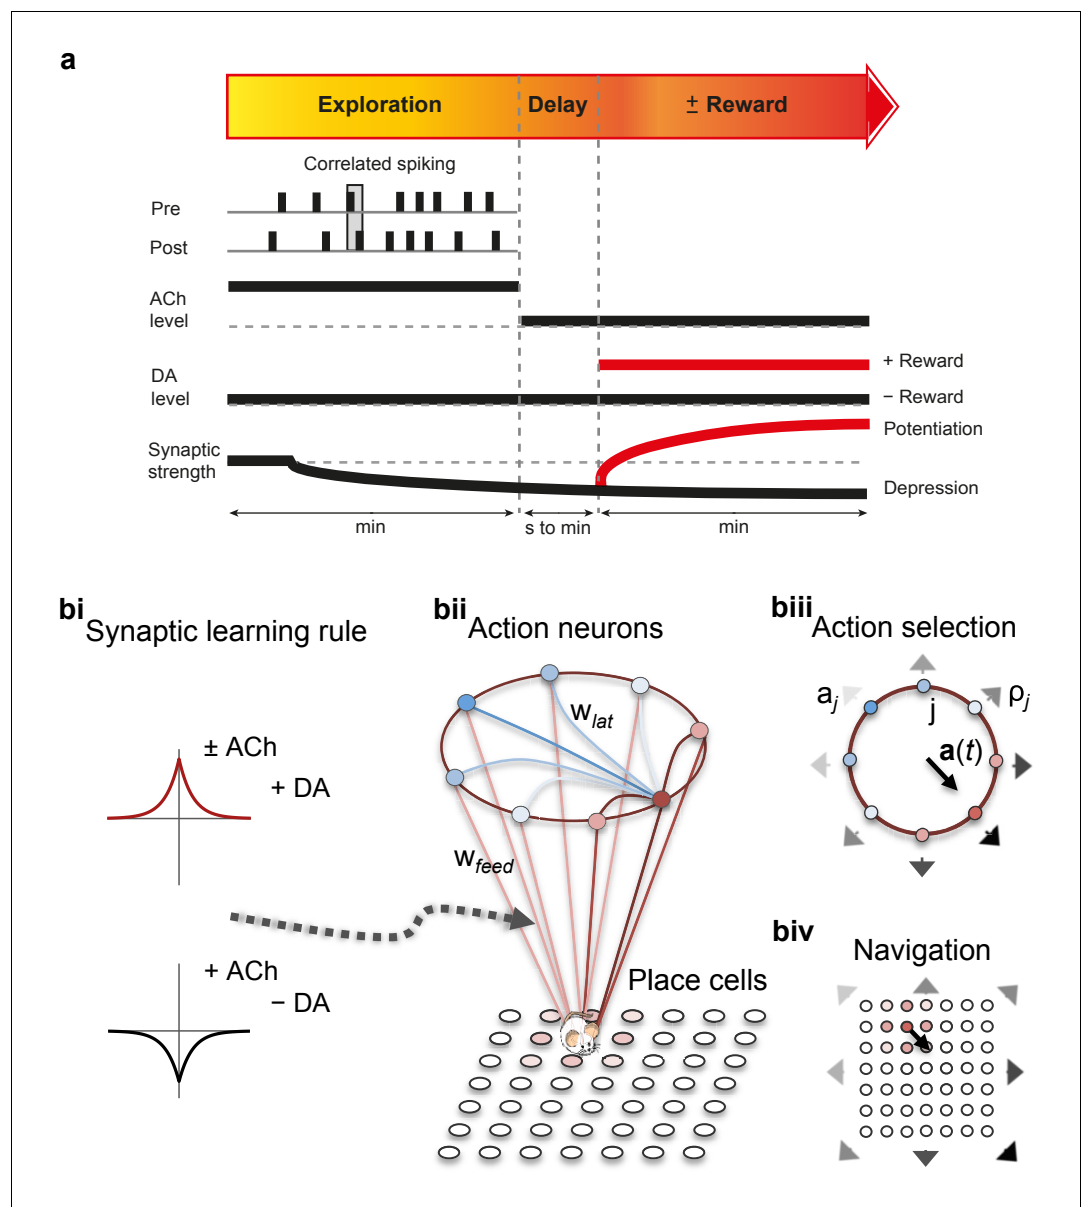 a
Exploration Delay ± Reward
Correlated spiking
Pre
Post
ACh
level
DA
level
+ Reward
− Reward
Synaptic
strength
Potentiation
Depression
min s to min min
bi Synaptic learning rule
± ACh
+ DA
+ ACh
− DA
bii Action neurons
w_lat
w_feed
Place cells
biii Action selection
a_j
j
ρ_j
a(t)
biv
Navigation